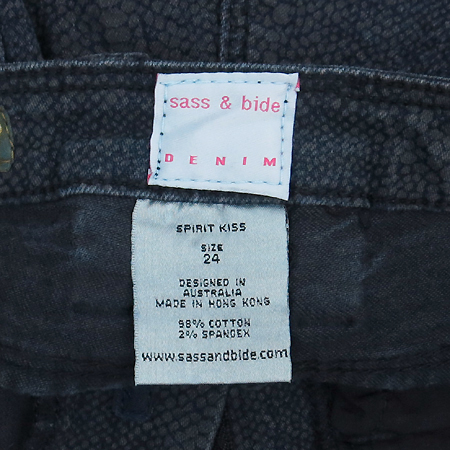 sass & bide
DENIM
SPIRIT KISS
SIZE
24
DESIGNED IN
AUSTRALIA
MADE IN HONG KONG
98% COTTON
2% SPANDEX
www.sassandbide.com